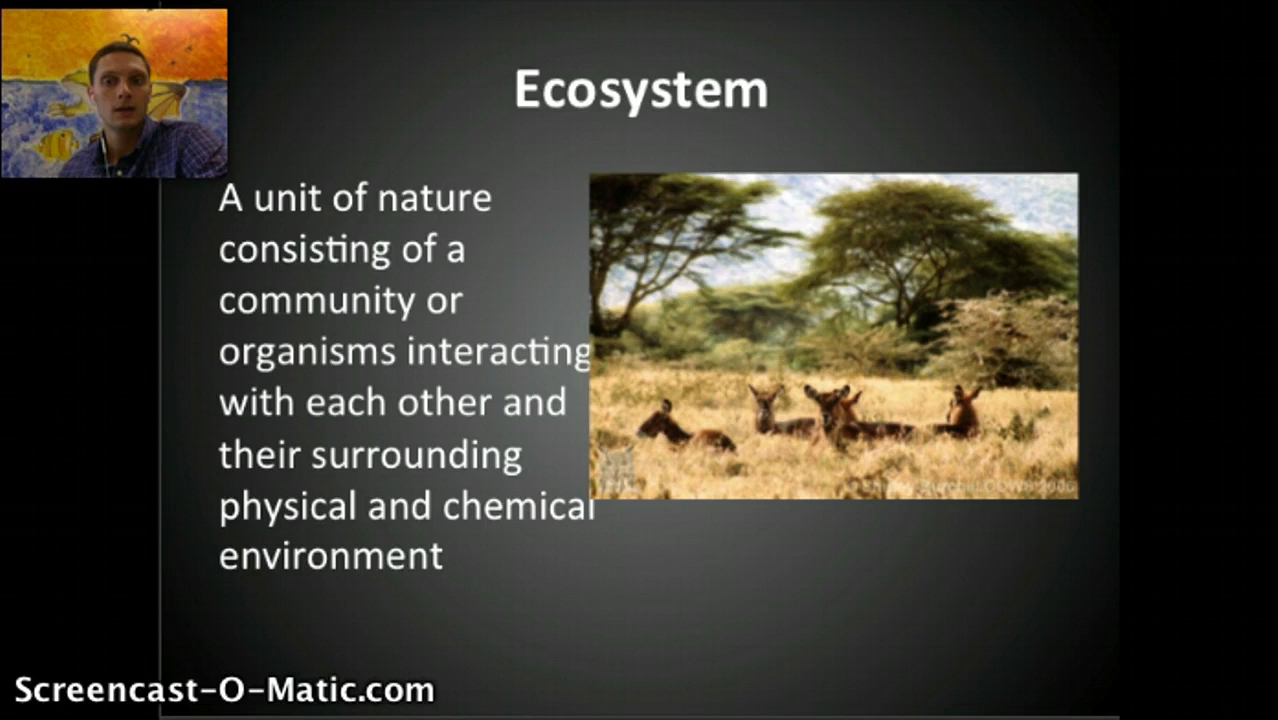 Ecosystem
A unit of nature
consisting of a
community or
organisms interacting
with each other and
their surrounding
physical and chemical
environment
Screencast-O-Matic.com